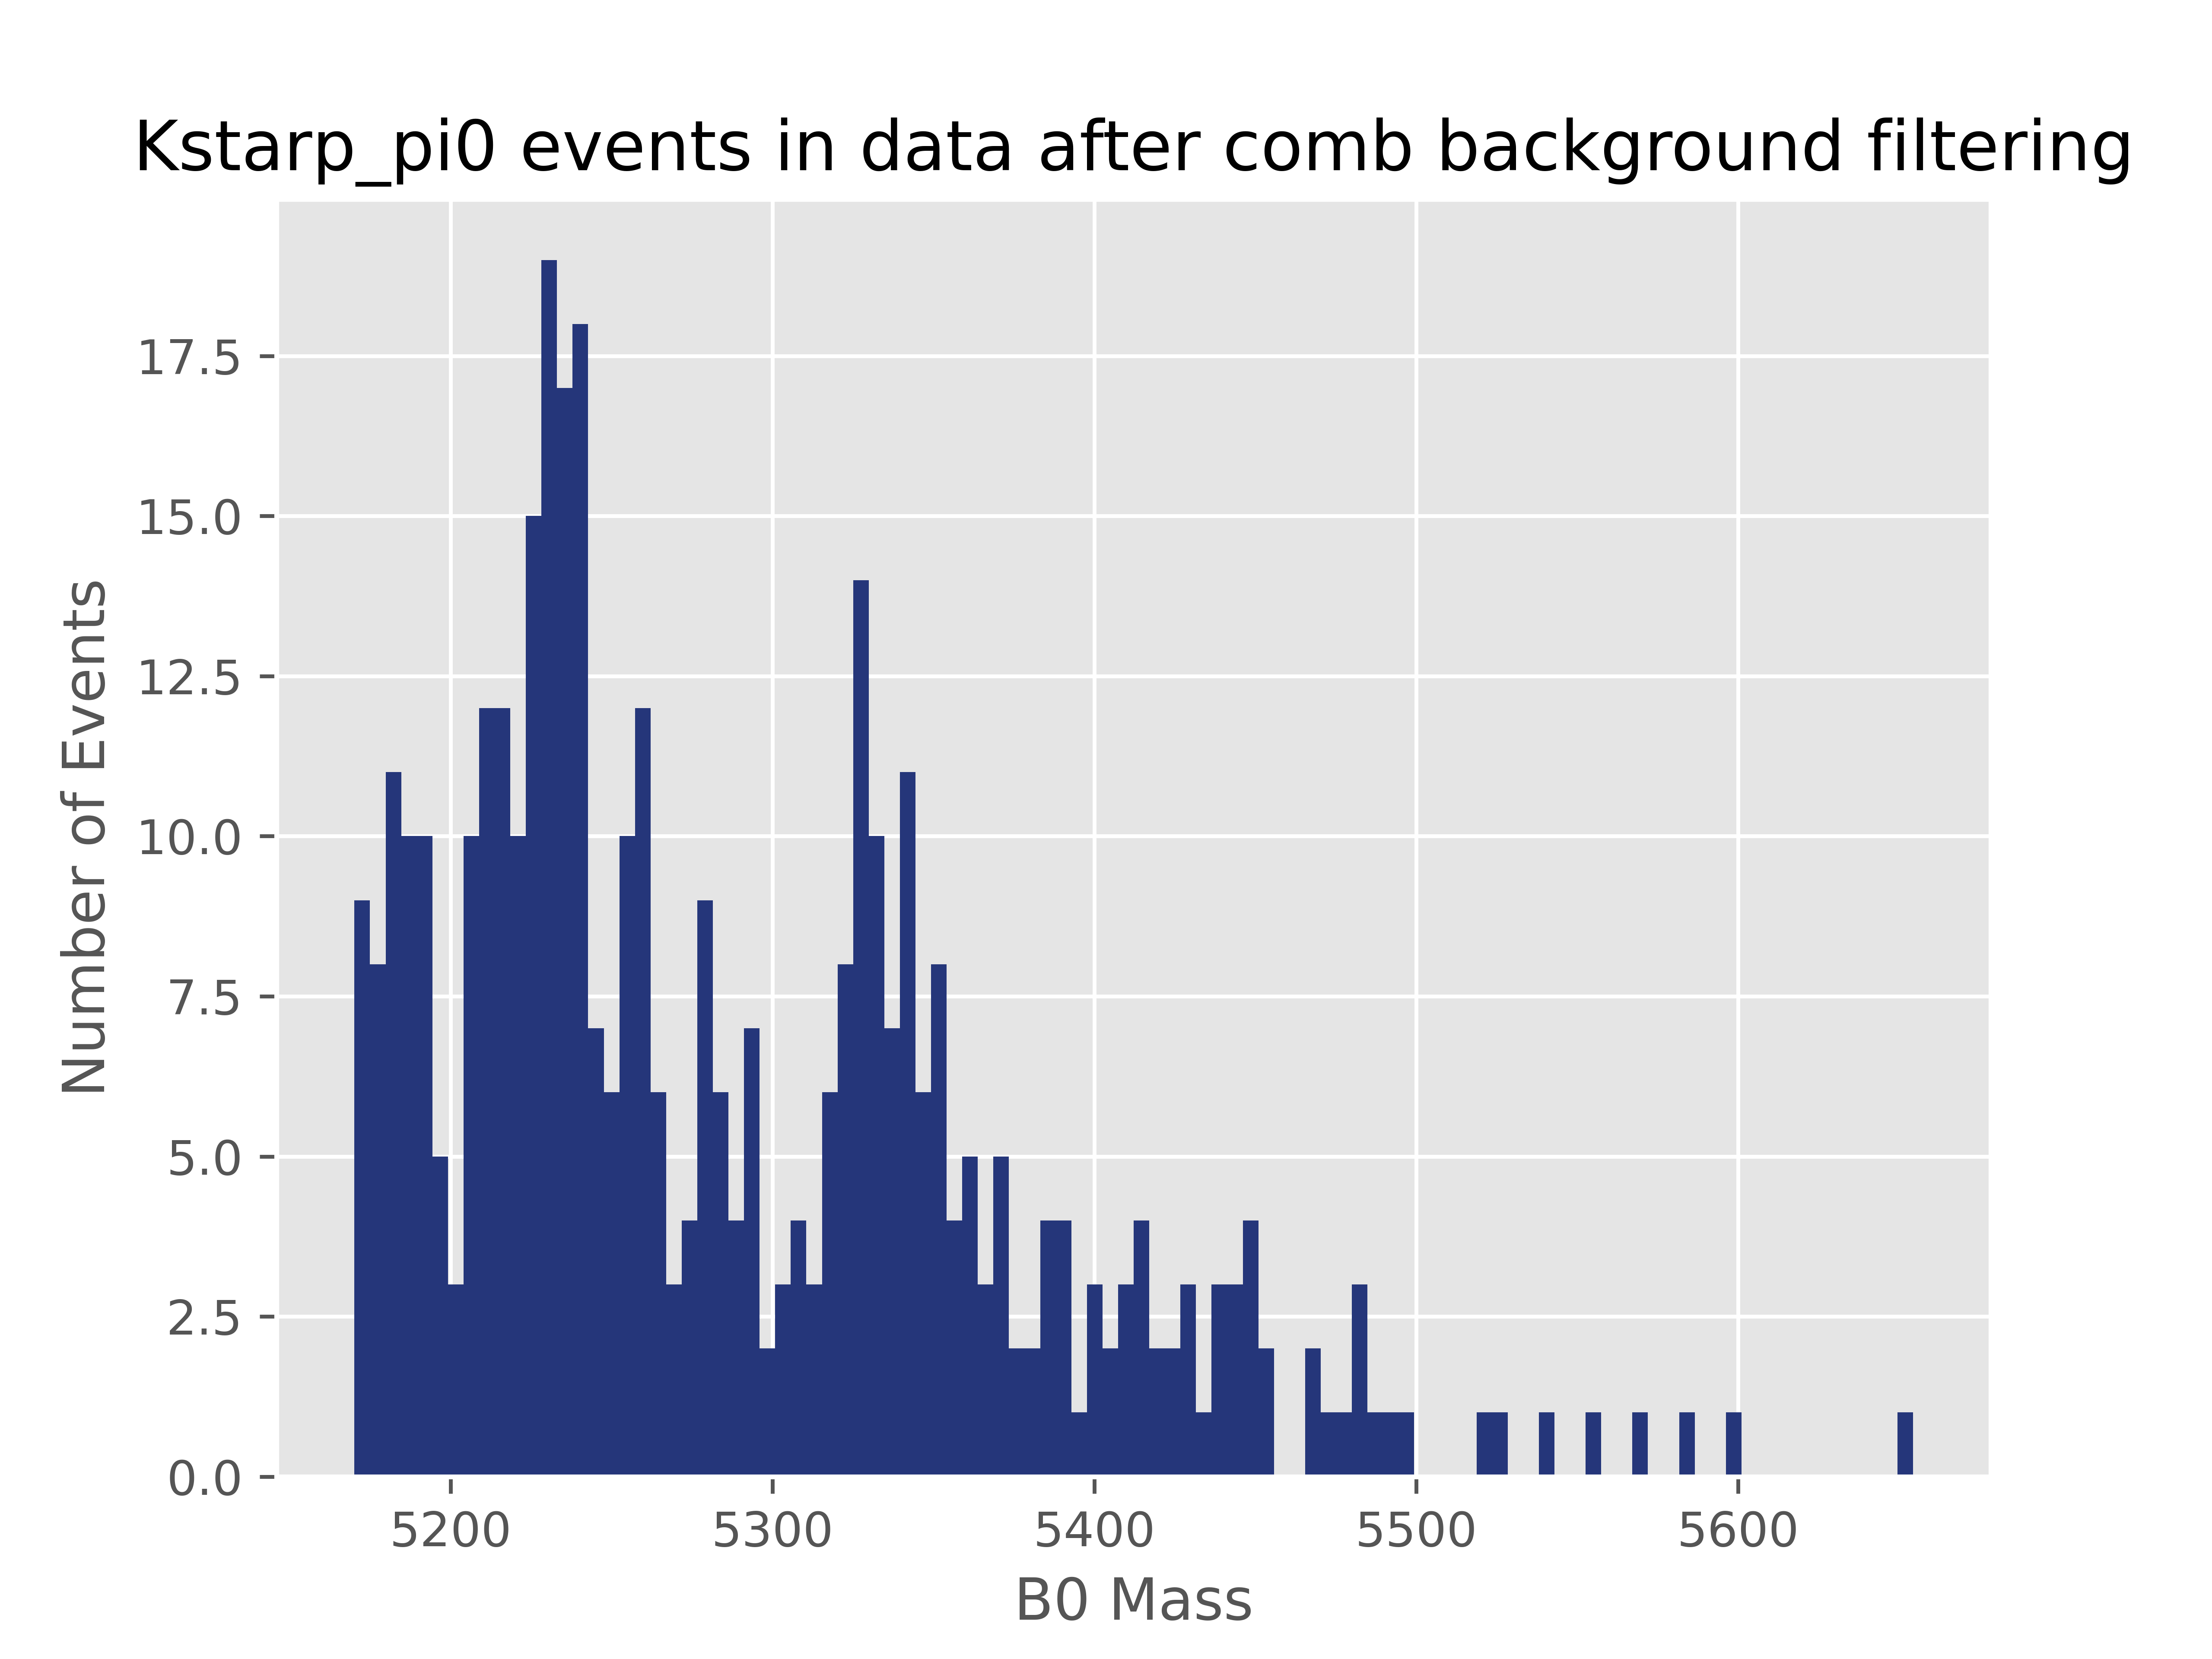 Kstarp_pi0 events in data after comb background filtering
Number of Events
17.5
15.0
12.5
10.0
7.5
5.0
2.5
0.0
5200 5300 5400 5500 5600
B0 Mass